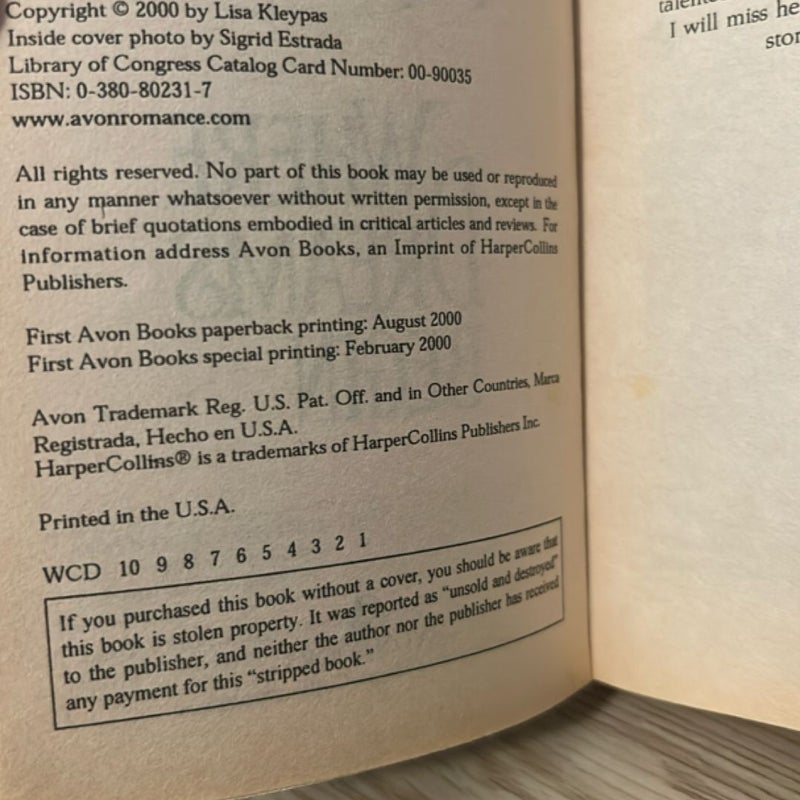 Copyright © 2000 by Lisa Kleypas
Inside cover photo by Sigrid Estrada
Library of Congress Catalog Card Number: 00-90035
ISBN: 0-380-80231-7
www.avonromance.com
All rights reserved. No part of this book may be used or reproduced
in any manner whatsoever without written permission, except in the
case of brief quotations embodied in critical articles and reviews. For
information address Avon Books, an Imprint of HarperCollins
Publishers.
First Avon Books paperback printing: August 2000
First Avon Books special printing: February 2000
Avon Trademark Reg. U.S. Pat. Off. and in Other Countries, Marca
Registrada, Hecho en U.S.A.
HarperCollins® is a trademarks of HarperCollins Publishers Inc.
Printed in the U.S.A.
WCD 10 9 8 7 6 5 4 3 2 1
If you purchased this book without a cover, you should be aware that
this book is stolen property. It was reported as “unsold and destroyed”
to the publisher, and neither the author nor the publisher has received
any payment for this “stripped book.”
I will miss